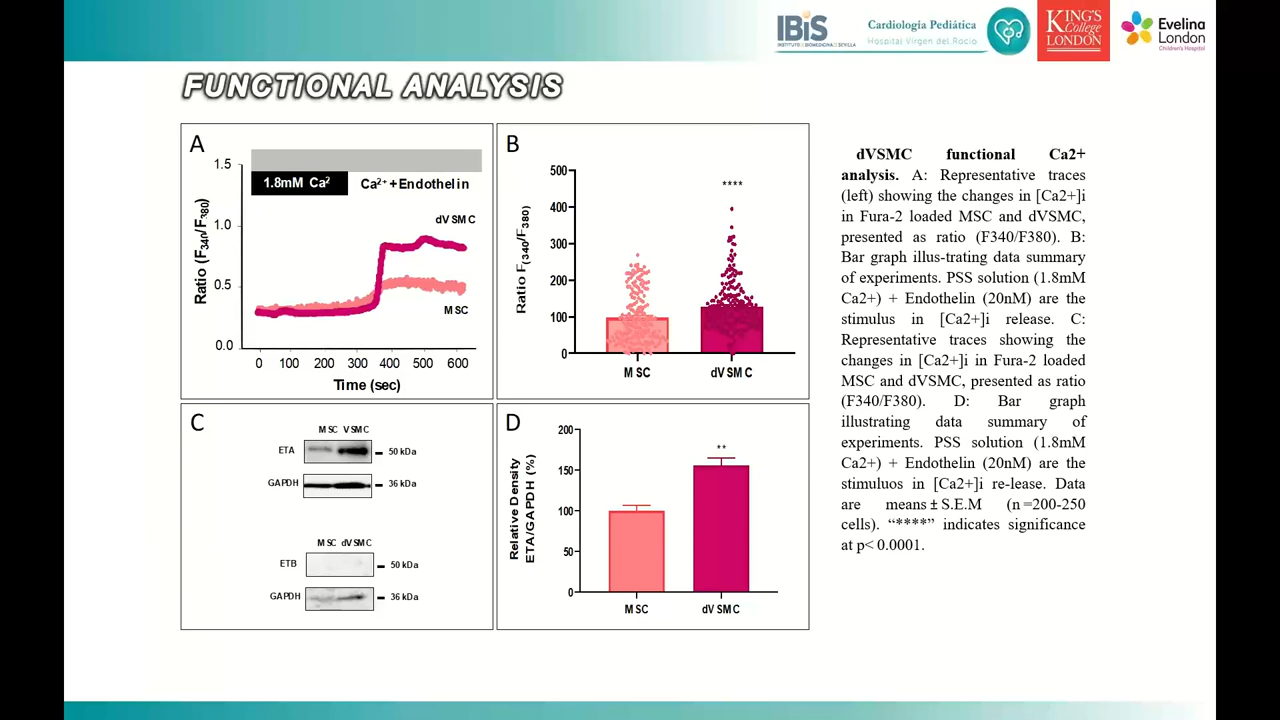 IBiS
INSTITUTO DE BIOMEDICINA DE SEVILLA
Cardiología Pediátrica
Hospital Virgen del Rocío
KING'S
College
LONDON
Evelina
London
Children's Hospital
FUNCTIONAL ANALYSIS
A
1.8mM Ca²
Ca²⁺ + Endothelin
Ratio (F340/F380)
1.5
1.0
0.5
0.0
dVSMC
MSC
0 100 200 300 400 500 600
Time (sec)
B
****
Ratio F(340/F380)
500
400
300
200
100
0
MSC dVSMC
C
MSC VSMC
ETA
50 kDa
GAPDH
36 kDa
MSC dVSMC
ETB
50 kDa
GAPDH
36 kDa
D
**
Relative Density
ETA/GAPDH (%)
200
150
100
50
0
MSC dVSMC
dVSMC functional Ca2+
analysis. A: Representative traces
(left) showing the changes in [Ca2+]i
in Fura-2 loaded MSC and dVSMC,
presented as ratio (F340/F380). B:
Bar graph illus-trating data summary
of experiments. PSS solution (1.8mM
Ca2+) + Endothelin (20nM) are the
stimulus in [Ca2+]i release. C:
Representative traces showing the
changes in [Ca2+]i in Fura-2 loaded
MSC and dVSMC, presented as ratio
(F340/F380). D: Bar graph
illustrating data summary of
experiments. PSS solution (1.8mM
Ca2+) + Endothelin (20nM) are the
stimuluos in [Ca2+]i re-lease. Data
are means ± S.E.M (n =200-250
cells). “****” indicates significance
at p< 0.0001.